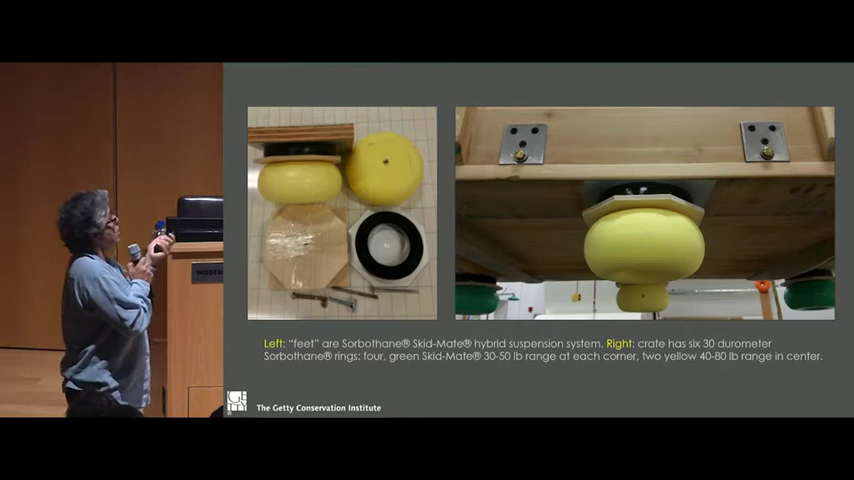 MODERN
Left: “feet” are Sorbothane® Skid-Mate® hybrid suspension system. Right: crate has six 30 durometer
Sorbothane® rings: four, green Skid-Mate® 30-50 lb range at each corner, two yellow 40-80 lb range in center.
The Getty Conservation Institute